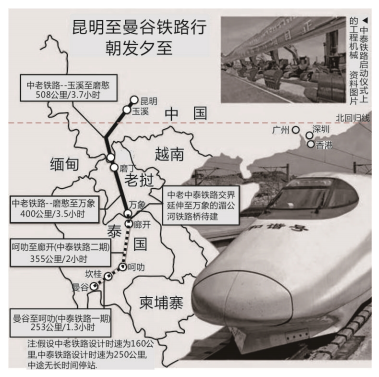 昆明至曼谷铁路行
朝发夕至
◀中泰铁路启动仪式上
的工程机械 资料图片
中老铁路--玉溪至磨憨
508公里/3.7小时
昆明
玉溪
中国
北回归线
广州
深圳
香港
缅甸
越南
磨丁
老挝
中老铁路--磨憨至万象
400公里/3.5小时
万象
中老中泰铁路交界
延伸至万象的湄公
河铁路桥待建
廊开
泰国
呵叻至廊开(中泰铁路二期)
355公里/2小时
坎桂
呵叻
曼谷
柬埔寨
和谐号
曼谷至呵叻(中泰铁路一期)
253公里/1.3小时
注:假设中老铁路设计时速为160公
里,中泰铁路设计时速为250公里,
中途无长时间停站.